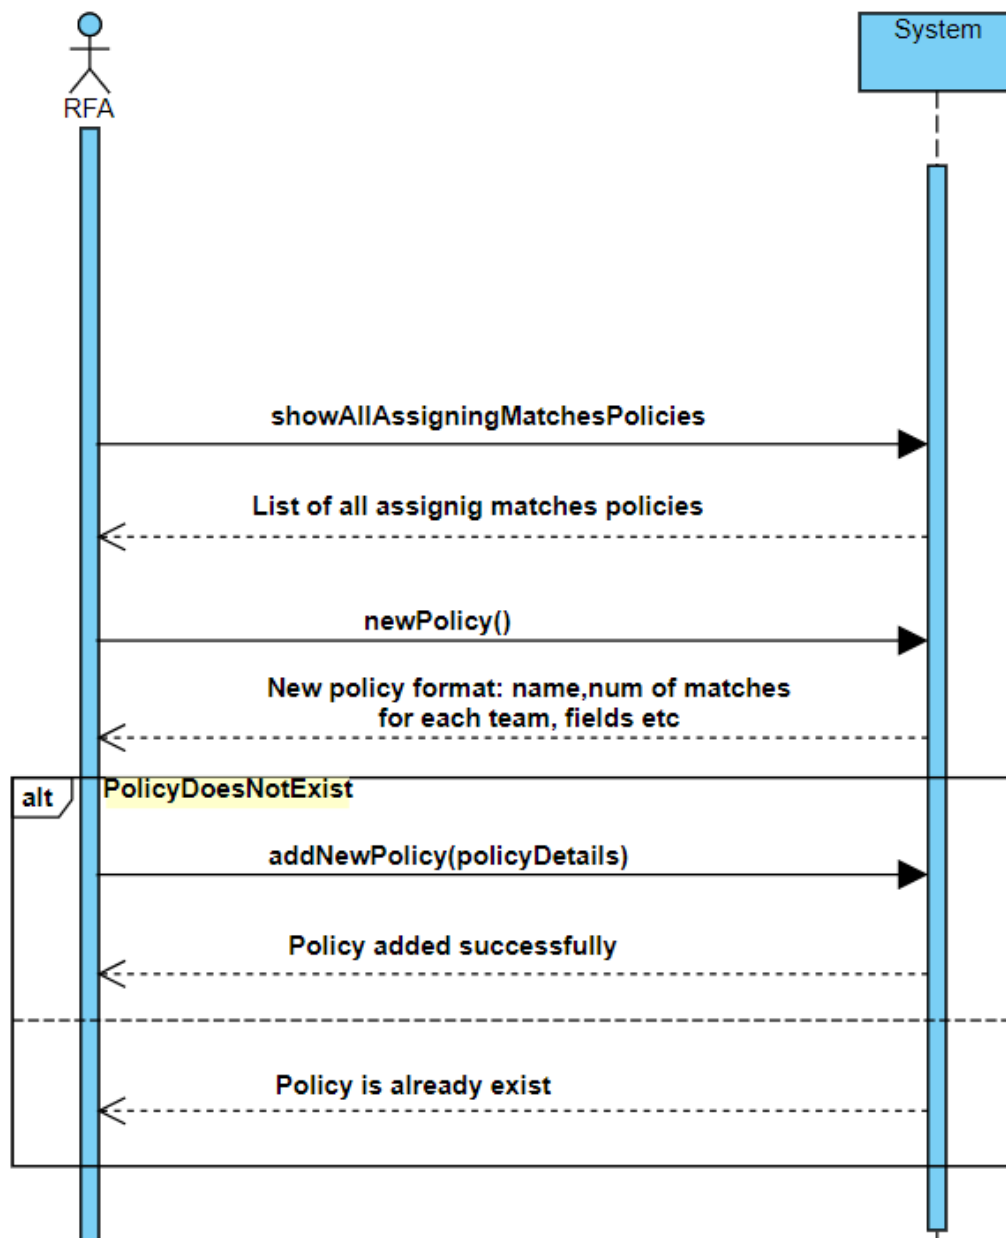 System
RFA
showAllAssigningMatchesPolicies
List of all assignig matches policies
newPolicy()
New policy format: name,num of matches
for each team, fields etc
alt
PolicyDoesNotExist
addNewPolicy(policyDetails)
Policy added successfully
Policy is already exist